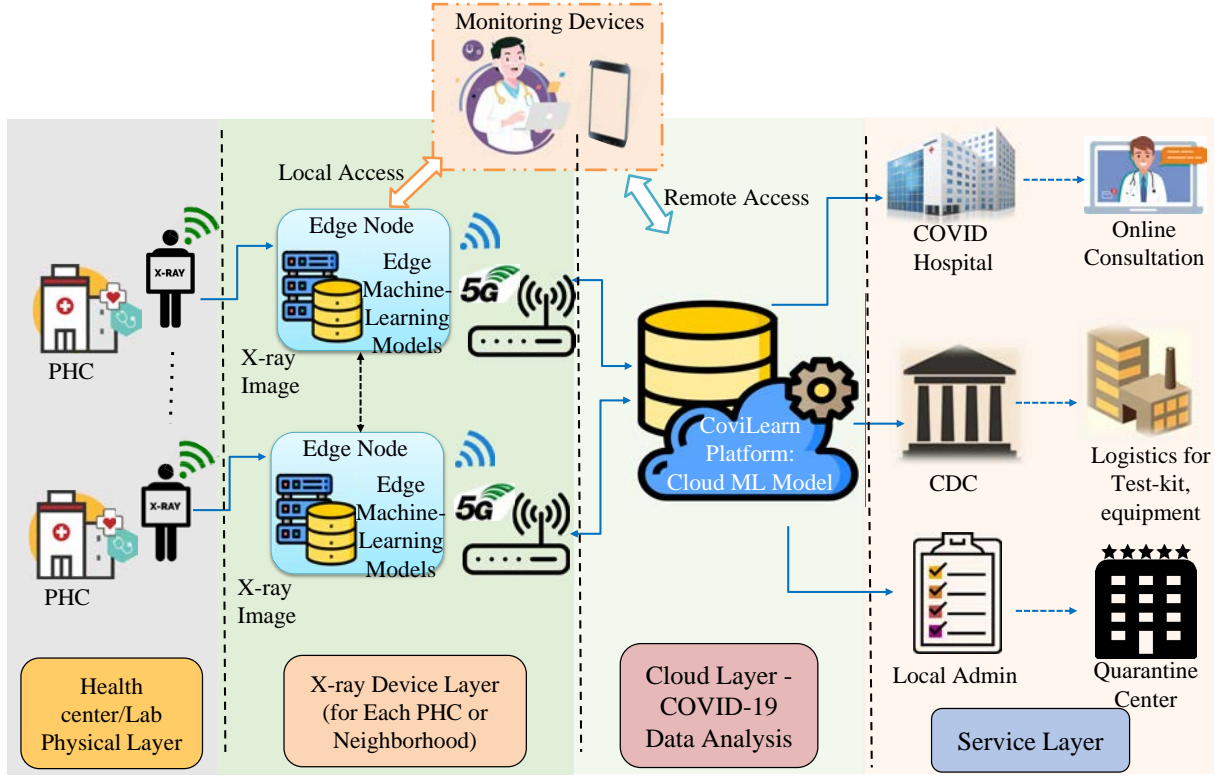 Monitoring Devices
Local Access
Remote Access
X-RAY
PHC
Edge Node
Edge
Machine-
Learning
Models
X-ray
Image
5G
X-RAY
PHC
Edge Node
Edge
Machine-
Learning
Models
X-ray
Image
5G
CoviLearn
Platform:
Cloud ML Model
COVID
Hospital
Online
Consultation
CDC
Logistics for
Test-kit,
equipment
Local Admin
Quarantine
Center
Health
center/Lab
Physical Layer
X-ray Device Layer
(for Each PHC or
Neighborhood)
Cloud Layer -
COVID-19
Data Analysis
Service Layer